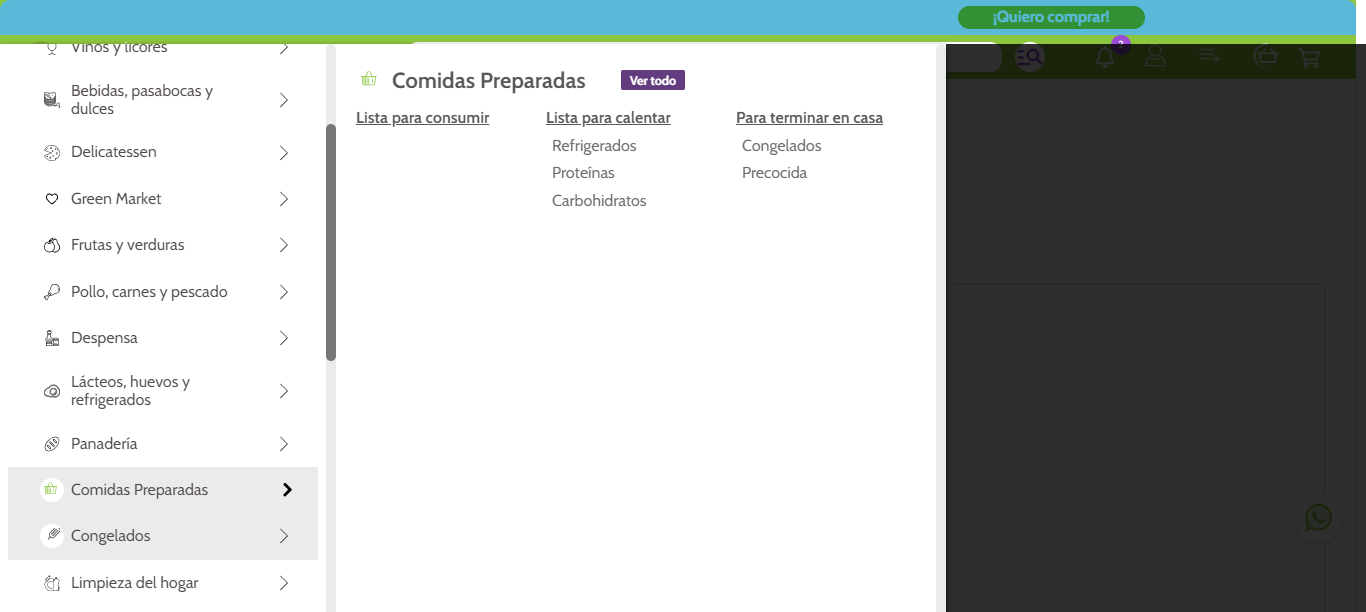 ¡Quiero comprar!
Vinos y licores
Bebidas, pasabocas y
dulces
Delicatessen
Green Market
Frutas y verduras
Pollo, carnes y pescado
Despensa
Lácteos, huevos y
refrigerados
Panadería
Comidas Preparadas
Congelados
Limpieza del hogar
Comidas Preparadas Ver todo
Lista para consumir
Lista para calentar
Refrigerados
Proteínas
Carbohidratos
Para terminar en casa
Congelados
Precocida